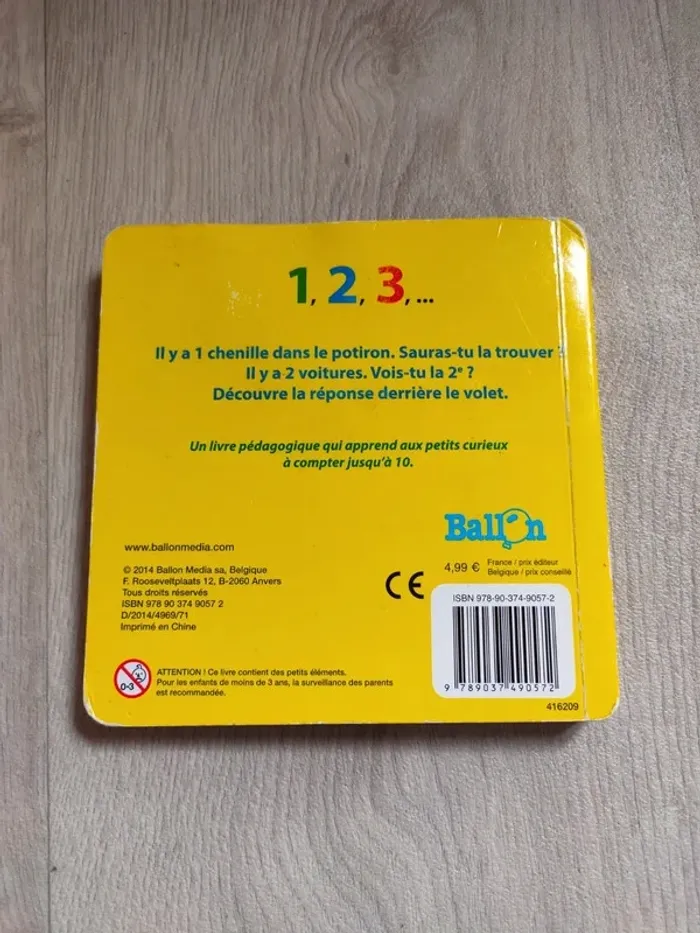 1, 2, 3, ...
Il y a 1 chenille dans le potiron. Sauras-tu la trouver ?
Il y a 2 voitures. Vois-tu la 2e ?
Découvre la réponse derrière le volet.
Un livre pédagogique qui apprend aux petits curieux
à compter jusqu'à 10.
Ballon
www.ballonmedia.com
4,99 € France / prix éditeur
Belgique / prix conseillé
© 2014 Ballon Media sa, Belgique
F. Rooseveltplaats 12, B-2060 Anvers
Tous droits réservés
ISBN 978 90 374 9057 2
D/2014/4969/71
Imprimé en Chine
CE
ISBN 978-90-374-9057-2
9 789037 490572
0-3
ATTENTION ! Ce livre contient des petits éléments.
Pour les enfants de moins de 3 ans, la surveillance des parents
est recommandée.
416209